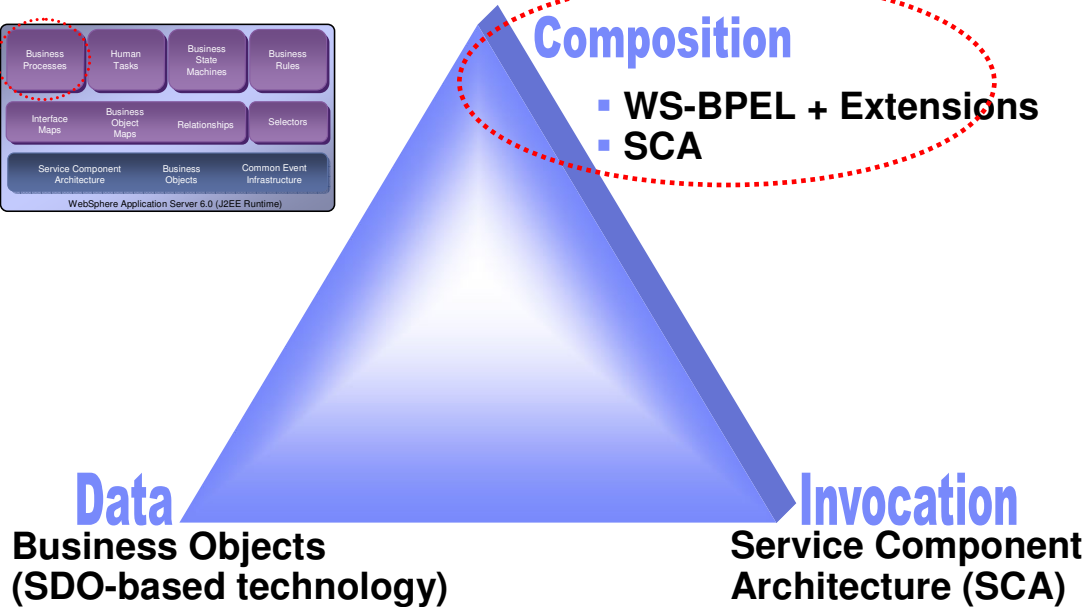 Business
Processes
Human
Tasks
Business
State
Machines
Business
Rules
Interface
Maps
Business
Object
Maps
Relationships
Selectors
Service Component
Architecture
Business
Objects
Common Event
Infrastructure
WebSphere Application Server 6.0 (J2EE Runtime)
Composition
WS-BPEL + Extensions
SCA
Data
Business Objects
(SDO-based technology)
Invocation
Service Component
Architecture (SCA)